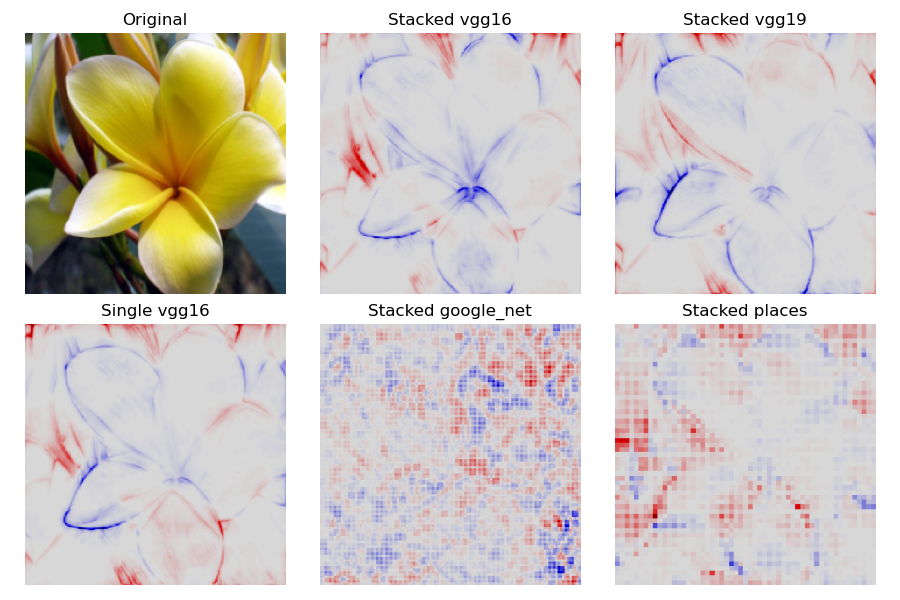 Original
Stacked vgg16
Stacked vgg19
Single vgg16
Stacked google_net
Stacked places